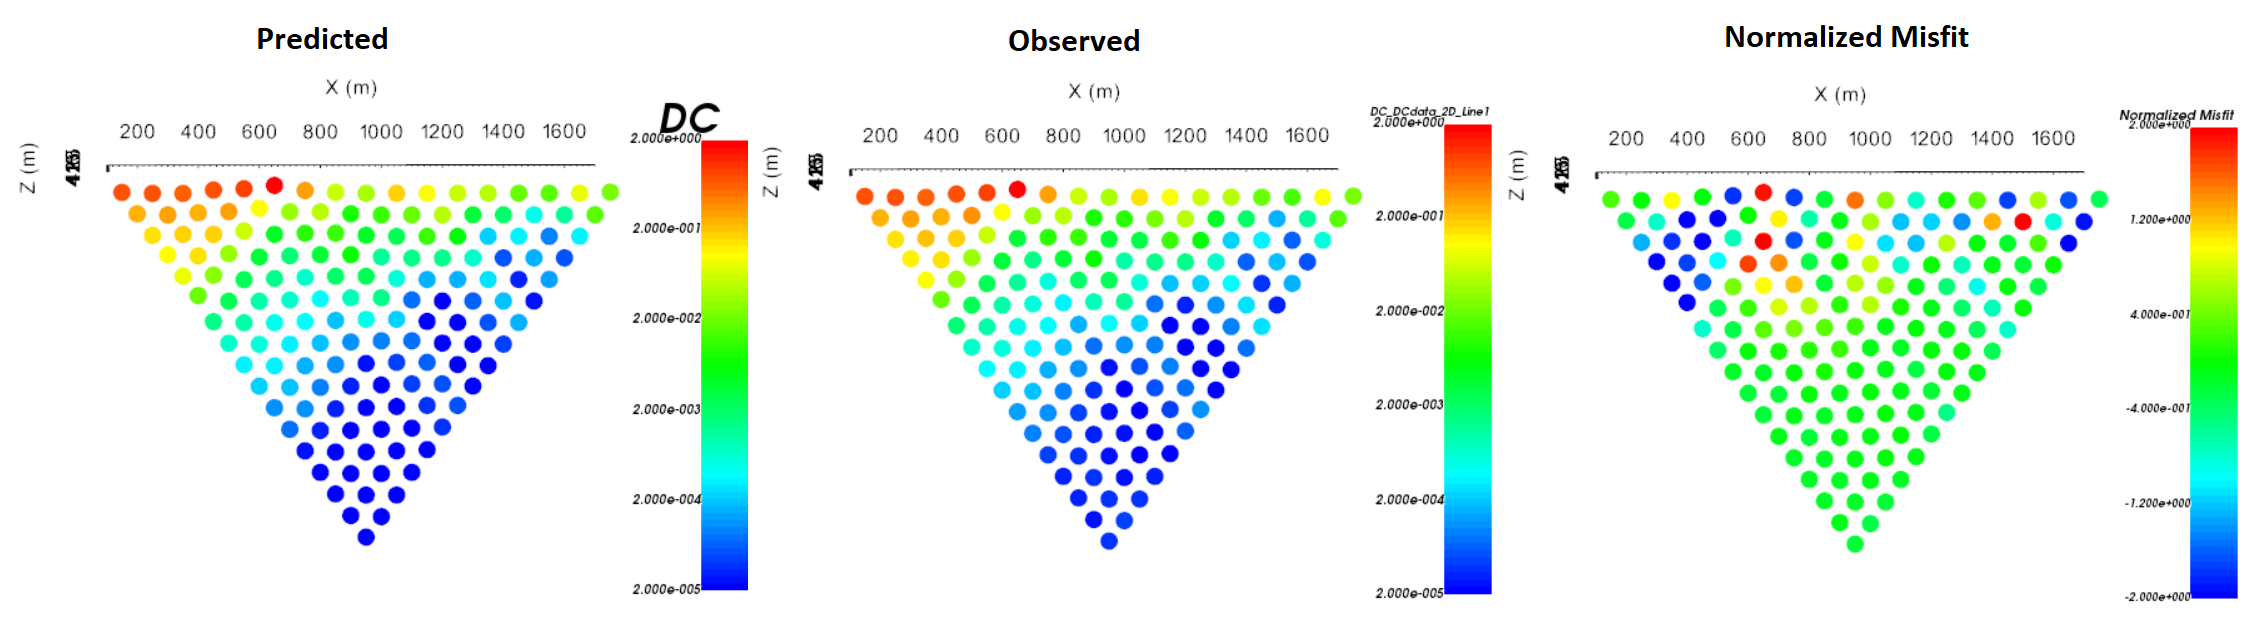 Predicted
X (m)
200 400 600 800 1000 1200 1400 1600
Z (m)
DC
2.000e+000
2.000e-001
2.000e-002
2.000e-003
2.000e-004
2.000e-005
Observed
X (m)
200 400 600 800 1000 1200 1400 1600
Z (m)
DC_DCdata_2D_Line1
2.000e+000
2.000e-001
2.000e-002
2.000e-003
2.000e-004
2.000e-005
Normalized Misfit
X (m)
200 400 600 800 1000 1200 1400 1600
Z (m)
Normalized Misfit
2.000e+000
1.200e+000
4.000e-001
-4.000e-001
-1.200e+000
-2.000e+000